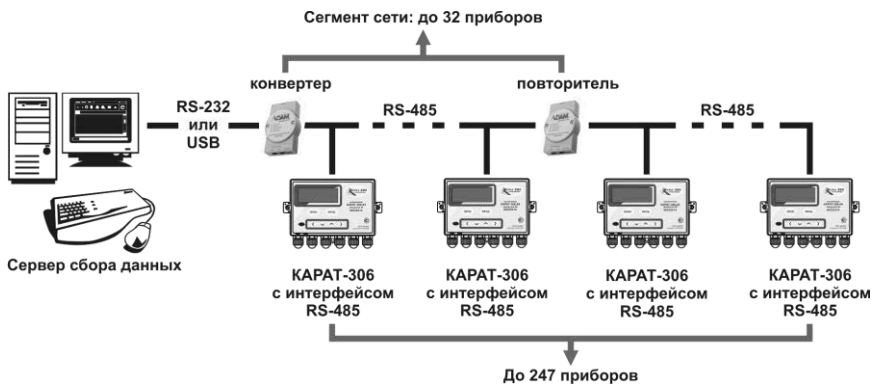 Сегмент сети: до 32 приборов
конвертер
повторитель
RS-232
или
USB
RS-485
RS-485
ADAM
Сервер сбора данных
КАРАТ-306
с интерфейсом
RS-485
КАРАТ-306
с интерфейсом
RS-485
КАРАТ-306
с интерфейсом
RS-485
КАРАТ-306
с интерфейсом
RS-485
До 247 приборов